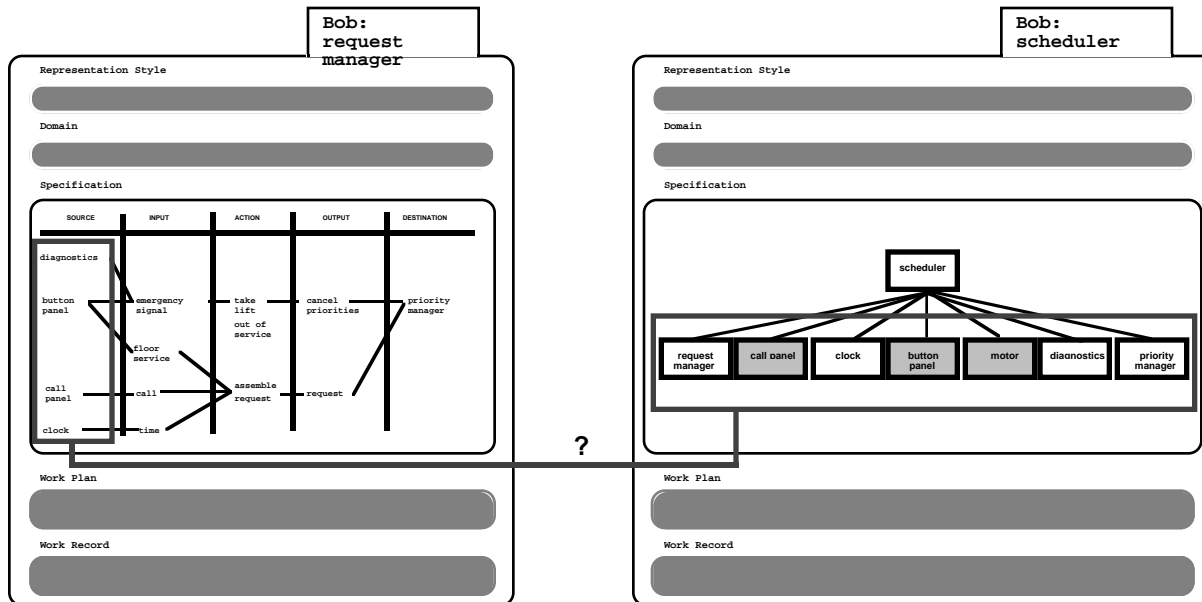 Bob:
request
manager
Representation Style
Domain
Specification
SOURCE INPUT ACTION OUTPUT DESTINATION
diagnostics
button
panel
emergency
signal
take
lift
out of
service
cancel
priorities
priority
manager
floor
service
call
panel
call
assemble
request
request
clock
time
Work Plan
Work Record
?
Bob:
scheduler
Representation Style
Domain
Specification
scheduler
request
manager
call panel
clock
button
panel
motor
diagnostics
priority
manager
Work Plan
Work Record